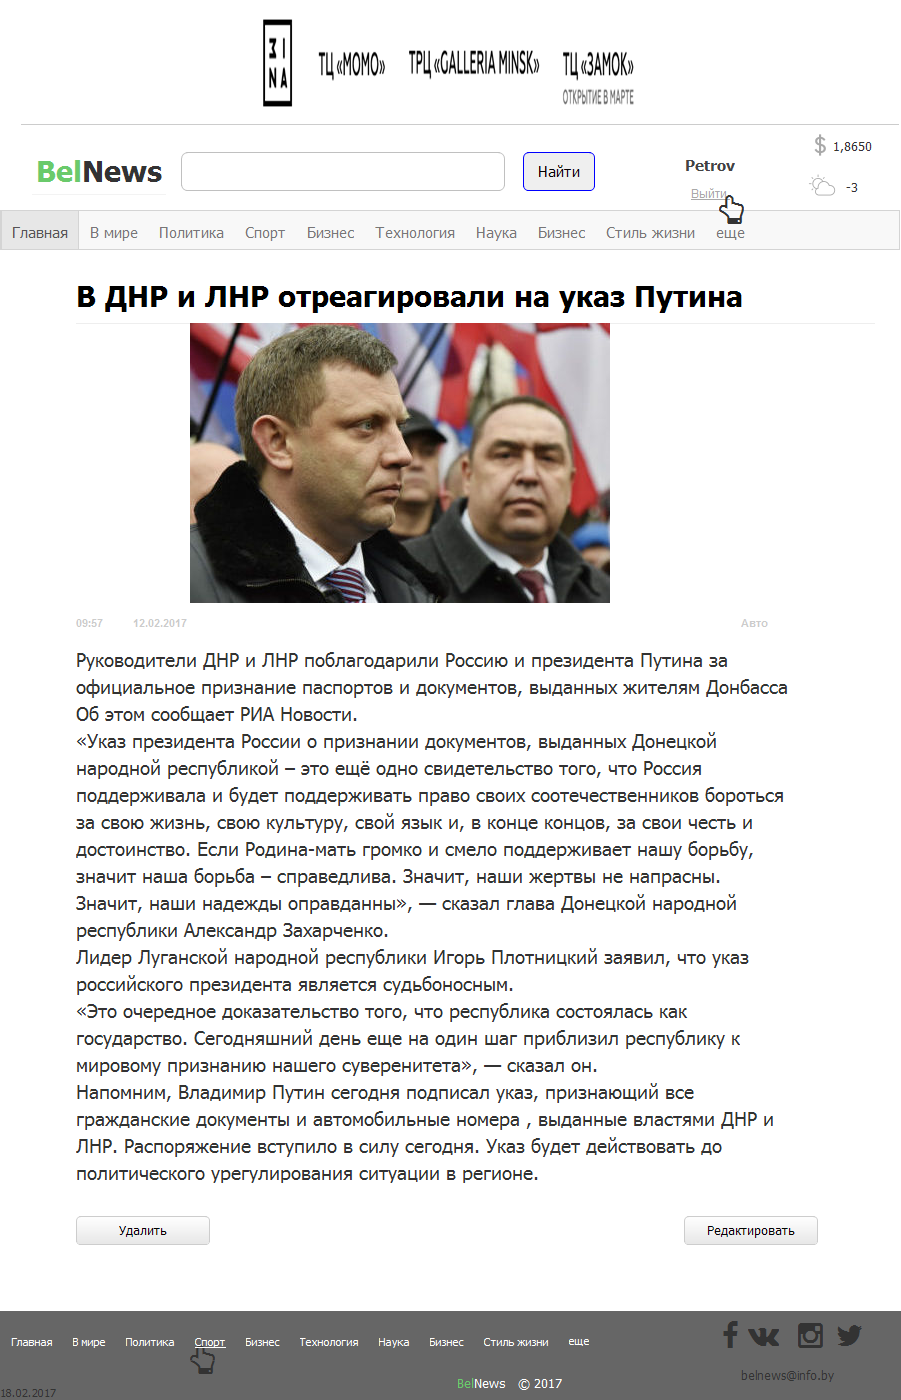 ZI
NA
ТЦ «МОМО»
ТРЦ «GALLERIA MINSK»
ТЦ «ЗАМОК»
ОТКРЫТИЕ В МАРТЕ
$ 1,8650
BelNews
Найти
Petrov
Выйти
-3
Главная В мире Политика Спорт Бизнес Технология Наука Бизнес Стиль жизни еще
В ДНР и ЛНР отреагировали на указ Путина
09:57 12.02.2017 Авто
Руководители ДНР и ЛНР поблагодарили Россию и президента Путина за
официальное признание паспортов и документов, выданных жителям Донбасса
Об этом сообщает РИА Новости.
«Указ президента России о признании документов, выданных Донецкой
народной республикой – это ещё одно свидетельство того, что Россия
поддерживала и будет поддерживать право своих соотечественников бороться
за свою жизнь, свою культуру, свой язык и, в конце концов, за свои честь и
достоинство. Если Родина-мать громко и смело поддерживает нашу борьбу,
значит наша борьба – справедлива. Значит, наши жертвы не напрасны.
Значит, наши надежды оправданны», — сказал глава Донецкой народной
республики Александр Захарченко.
Лидер Луганской народной республики Игорь Плотницкий заявил, что указ
российского президента является судьбоносным.
«Это очередное доказательство того, что республика состоялась как
государство. Сегодняшний день еще на один шаг приблизил республику к
мировому признанию нашего суверенитета», — сказал он.
Напомним, Владимир Путин сегодня подписал указ, признающий все
гражданские документы и автомобильные номера , выданные властями ДНР и
ЛНР. Распоряжение вступило в силу сегодня. Указ будет действовать до
политического урегулирования ситуации в регионе.
Удалить Редактировать
Главная В мире Политика Спорт Бизнес Технология Наука Бизнес Стиль жизни еще
belnews@info.by
BelNews © 2017
18.02.2017